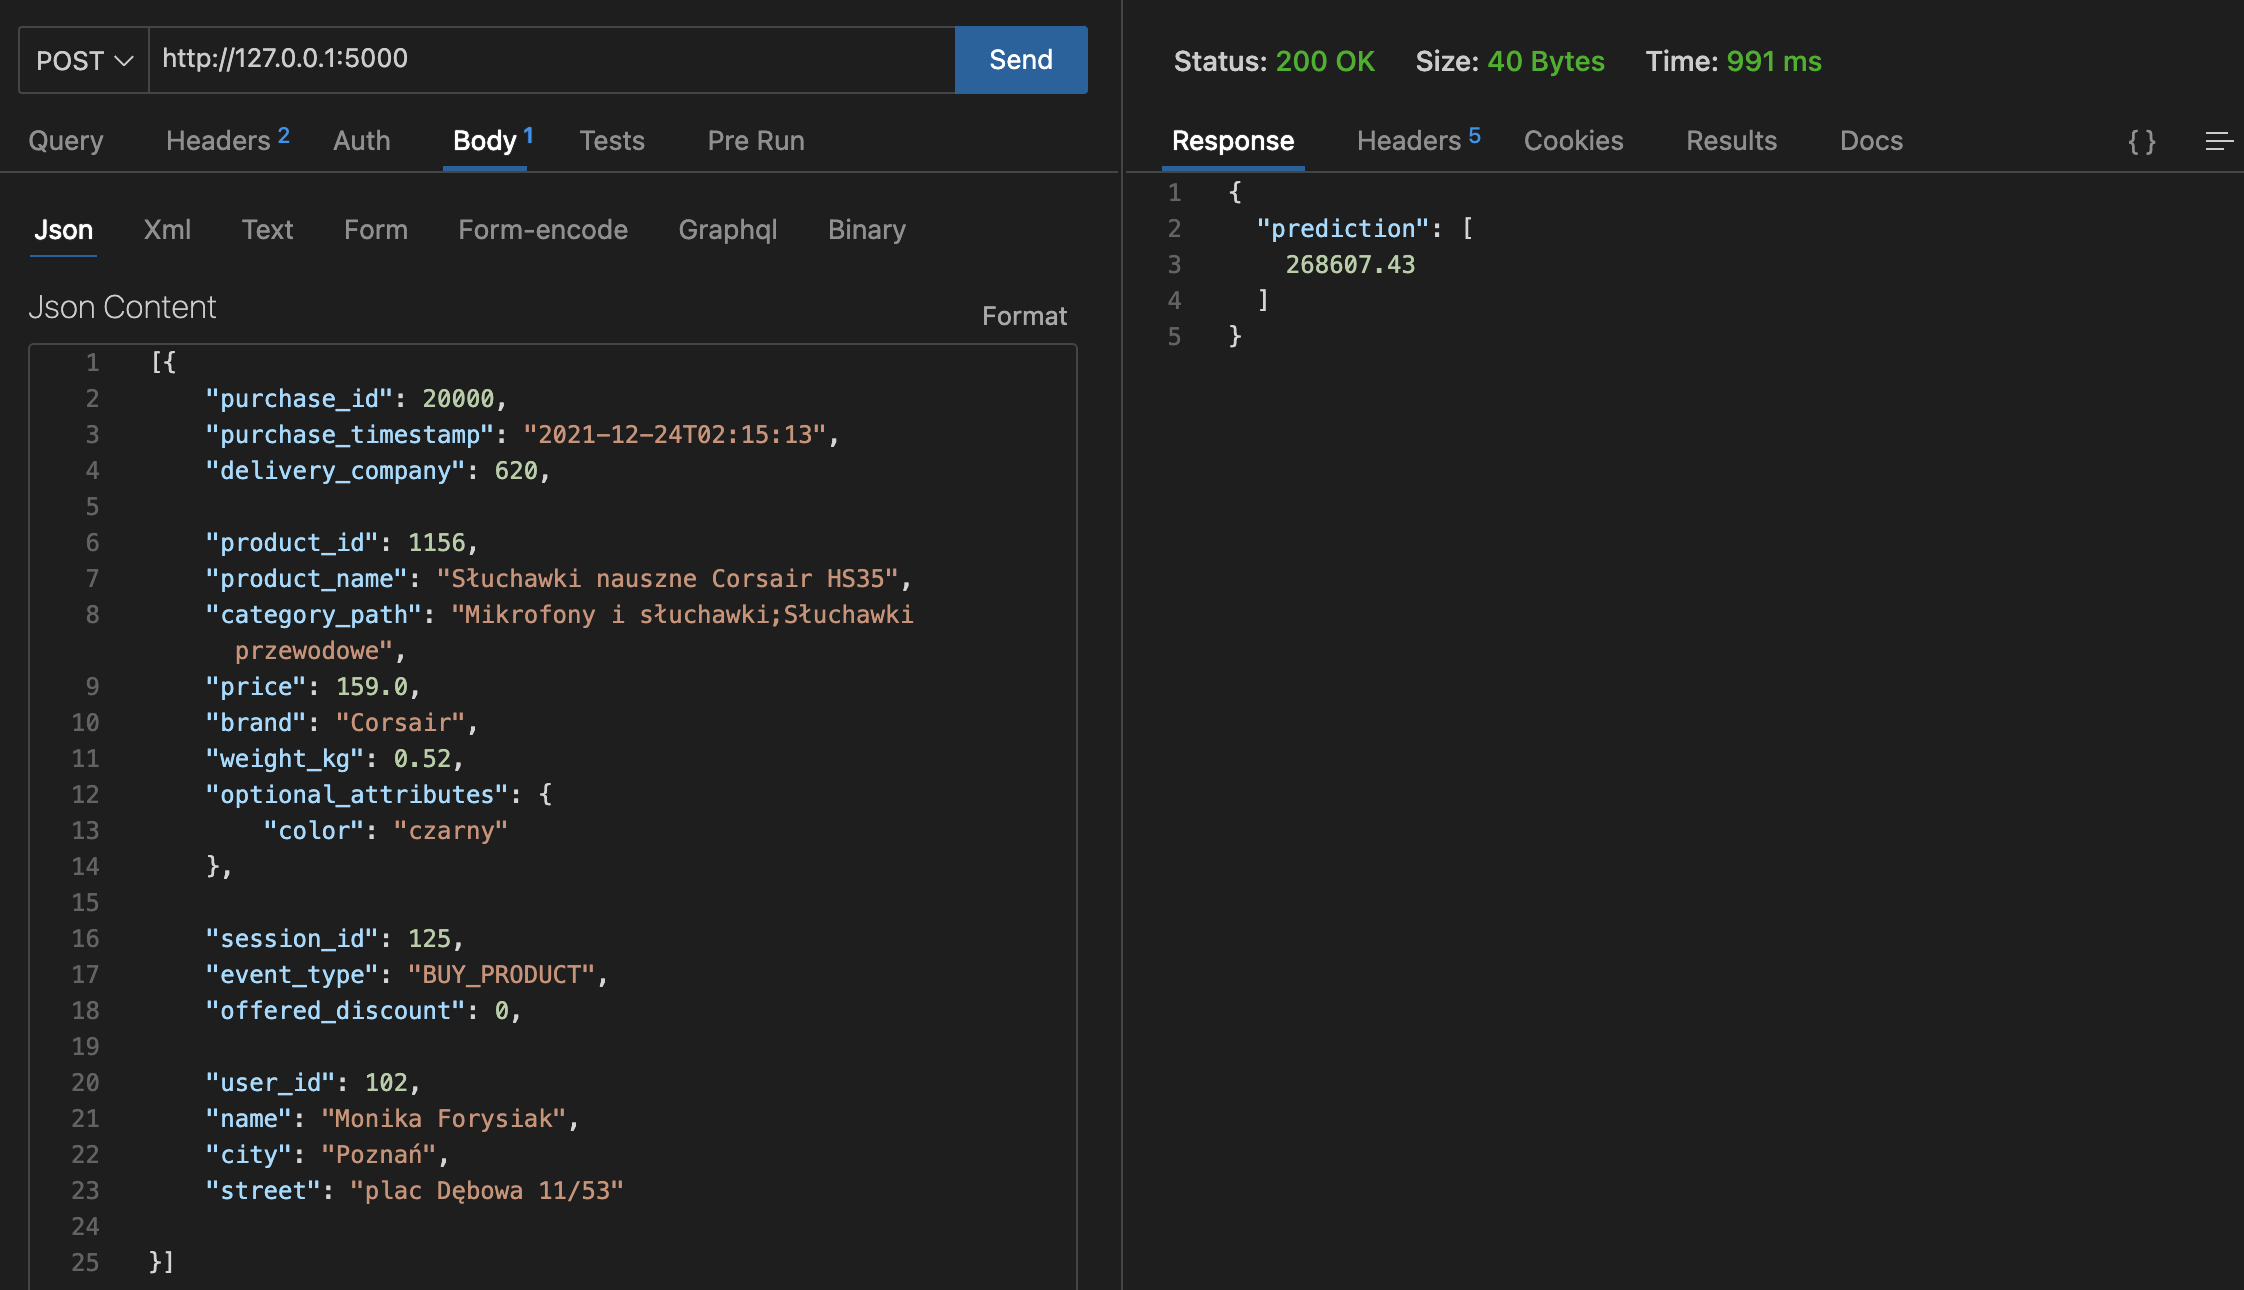 POST http://127.0.0.1:5000 Send
Query Headers 2 Auth Body 1 Tests Pre Run
Json Xml Text Form Form-encode Graphql Binary
Json Content
Format
1 [{
2 "purchase_id": 20000,
3 "purchase_timestamp": "2021-12-24T02:15:13",
4 "delivery_company": 620,
5
6 "product_id": 1156,
7 "product_name": "Słuchawki nauszne Corsair HS35",
8 "category_path": "Mikrofony i słuchawki;Słuchawki
przewodowe",
9 "price": 159.0,
10 "brand": "Corsair",
11 "weight_kg": 0.52,
12 "optional_attributes": {
13 "color": "czarny"
14 },
15
16 "session_id": 125,
17 "event_type": "BUY_PRODUCT",
18 "offered_discount": 0,
19
20 "user_id": 102,
21 "name": "Monika Forysiak",
22 "city": "Poznań",
23 "street": "plac Dębowa 11/53"
24
25 }]
Status: 200 OK Size: 40 Bytes Time: 991 ms
Response Headers 5 Cookies Results Docs {}
1 {
2 "prediction": [
3 268607.43
4 ]
5 }